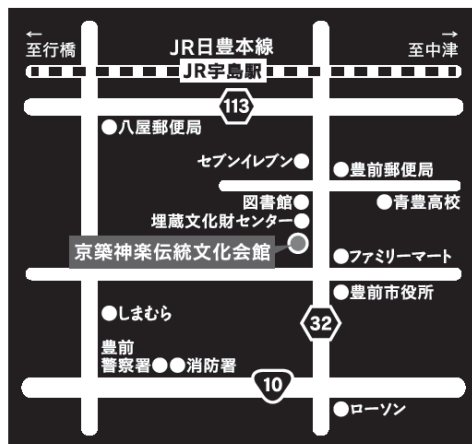 ←
至行橋
JR日豊本線
→
至中津
JR宇島駅
113
八屋郵便局
セブンイレブン
豊前郵便局
図書館
青豊高校
埋蔵文化財センター
京築神楽伝統文化会館
ファミリーマート
豊前市役所
しまむら
32
豊前
警察署
消防署
10
ローソン